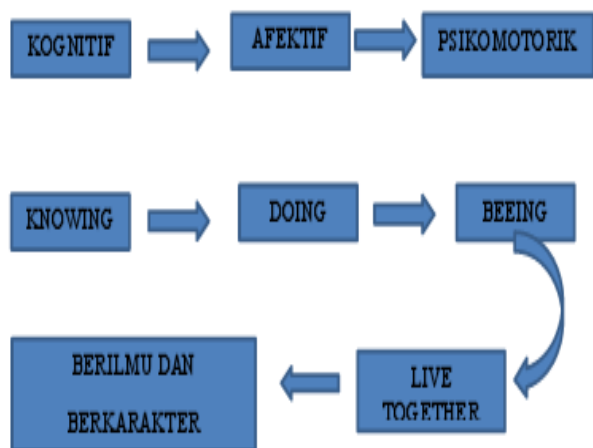 KOGNITIF
AFEKTIF
PSIKOMOTORIK
KNOWING
DOING
BEEING
BERILMU DAN
BERKARAKTER
LIVE
TOGETHER